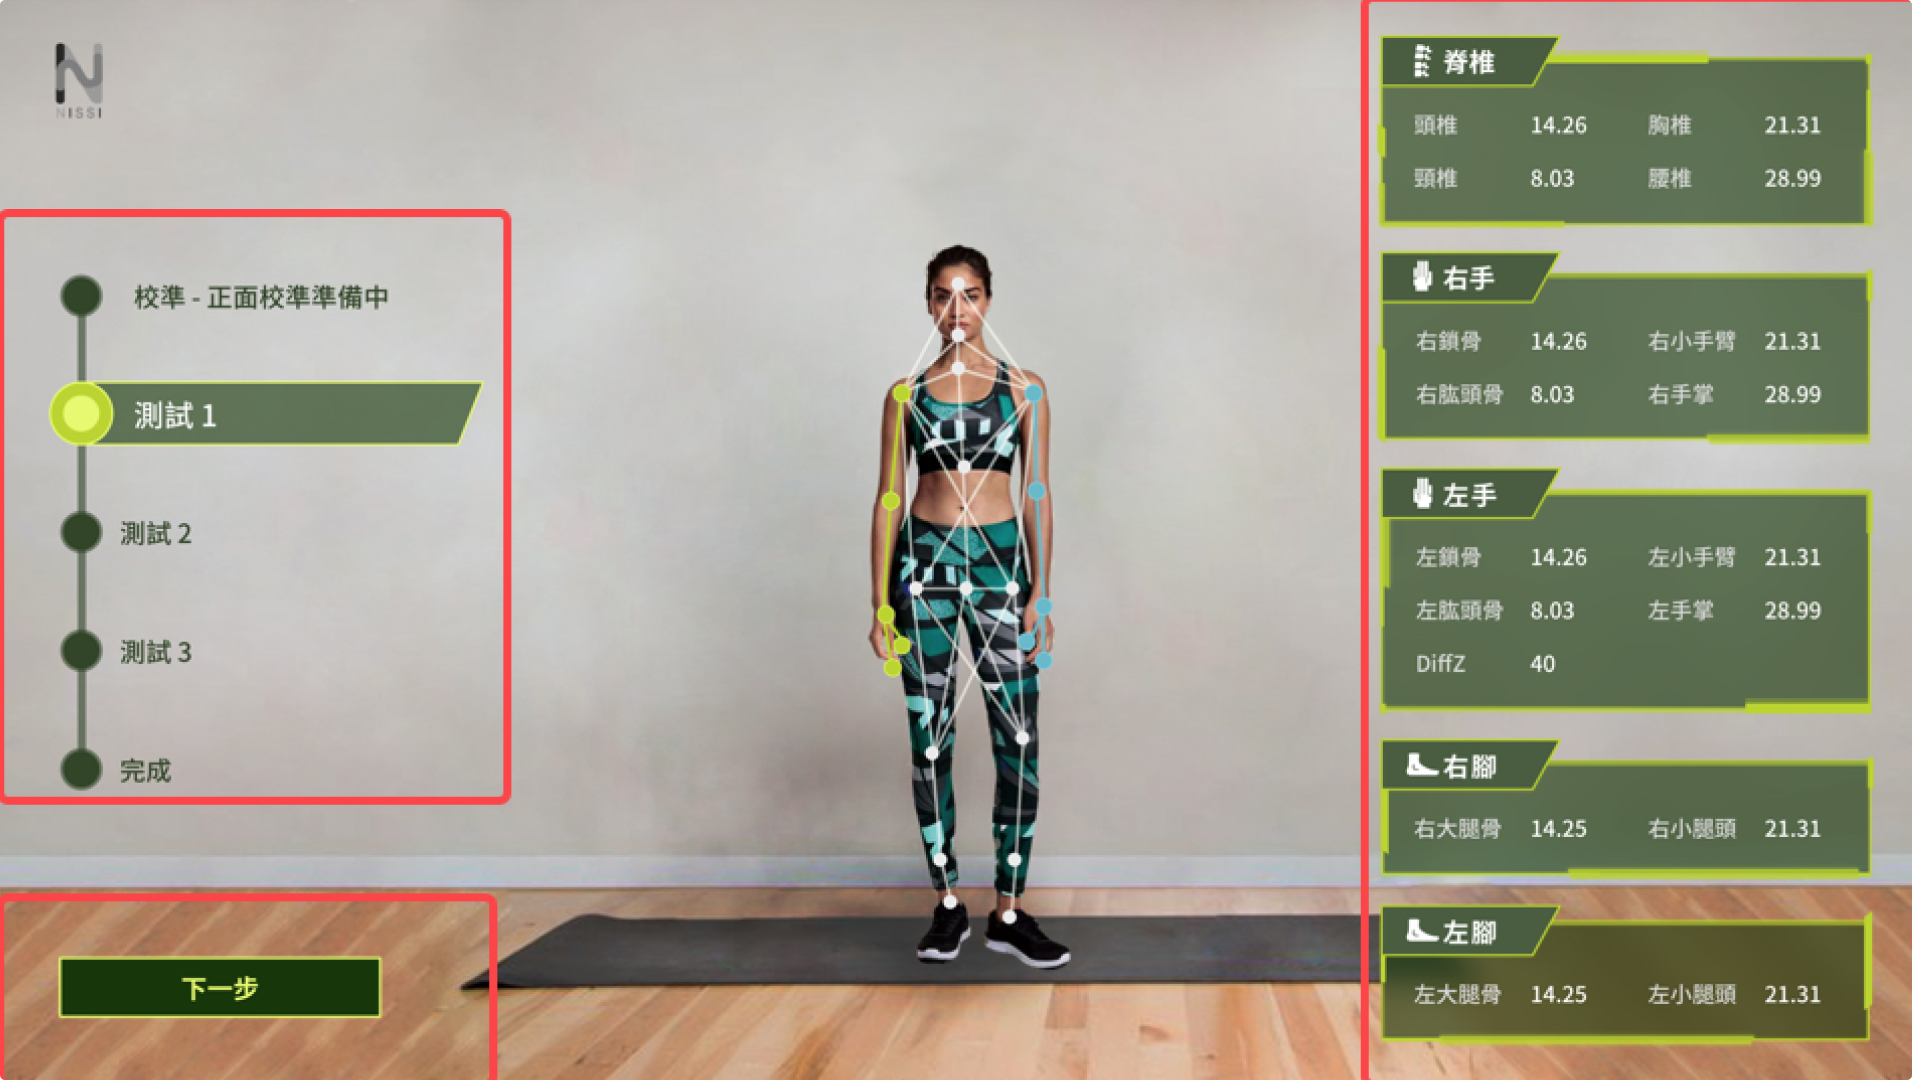 NISSI
校準 - 正面校準準備中
測試 1
測試 2
測試 3
完成
下一步
脊椎
頭椎 14.26 胸椎 21.31
頸椎 8.03 腰椎 28.99
右手
右鎖骨 14.26 右小手臂 21.31
右肱頭骨 8.03 右手掌 28.99
左手
左鎖骨 14.26 左小手臂 21.31
左肱頭骨 8.03 左手掌 28.99
DiffZ 40
右腳
右大腿骨 14.25 右小腿頭 21.31
左腳
左大腿骨 14.25 左小腿頭 21.31